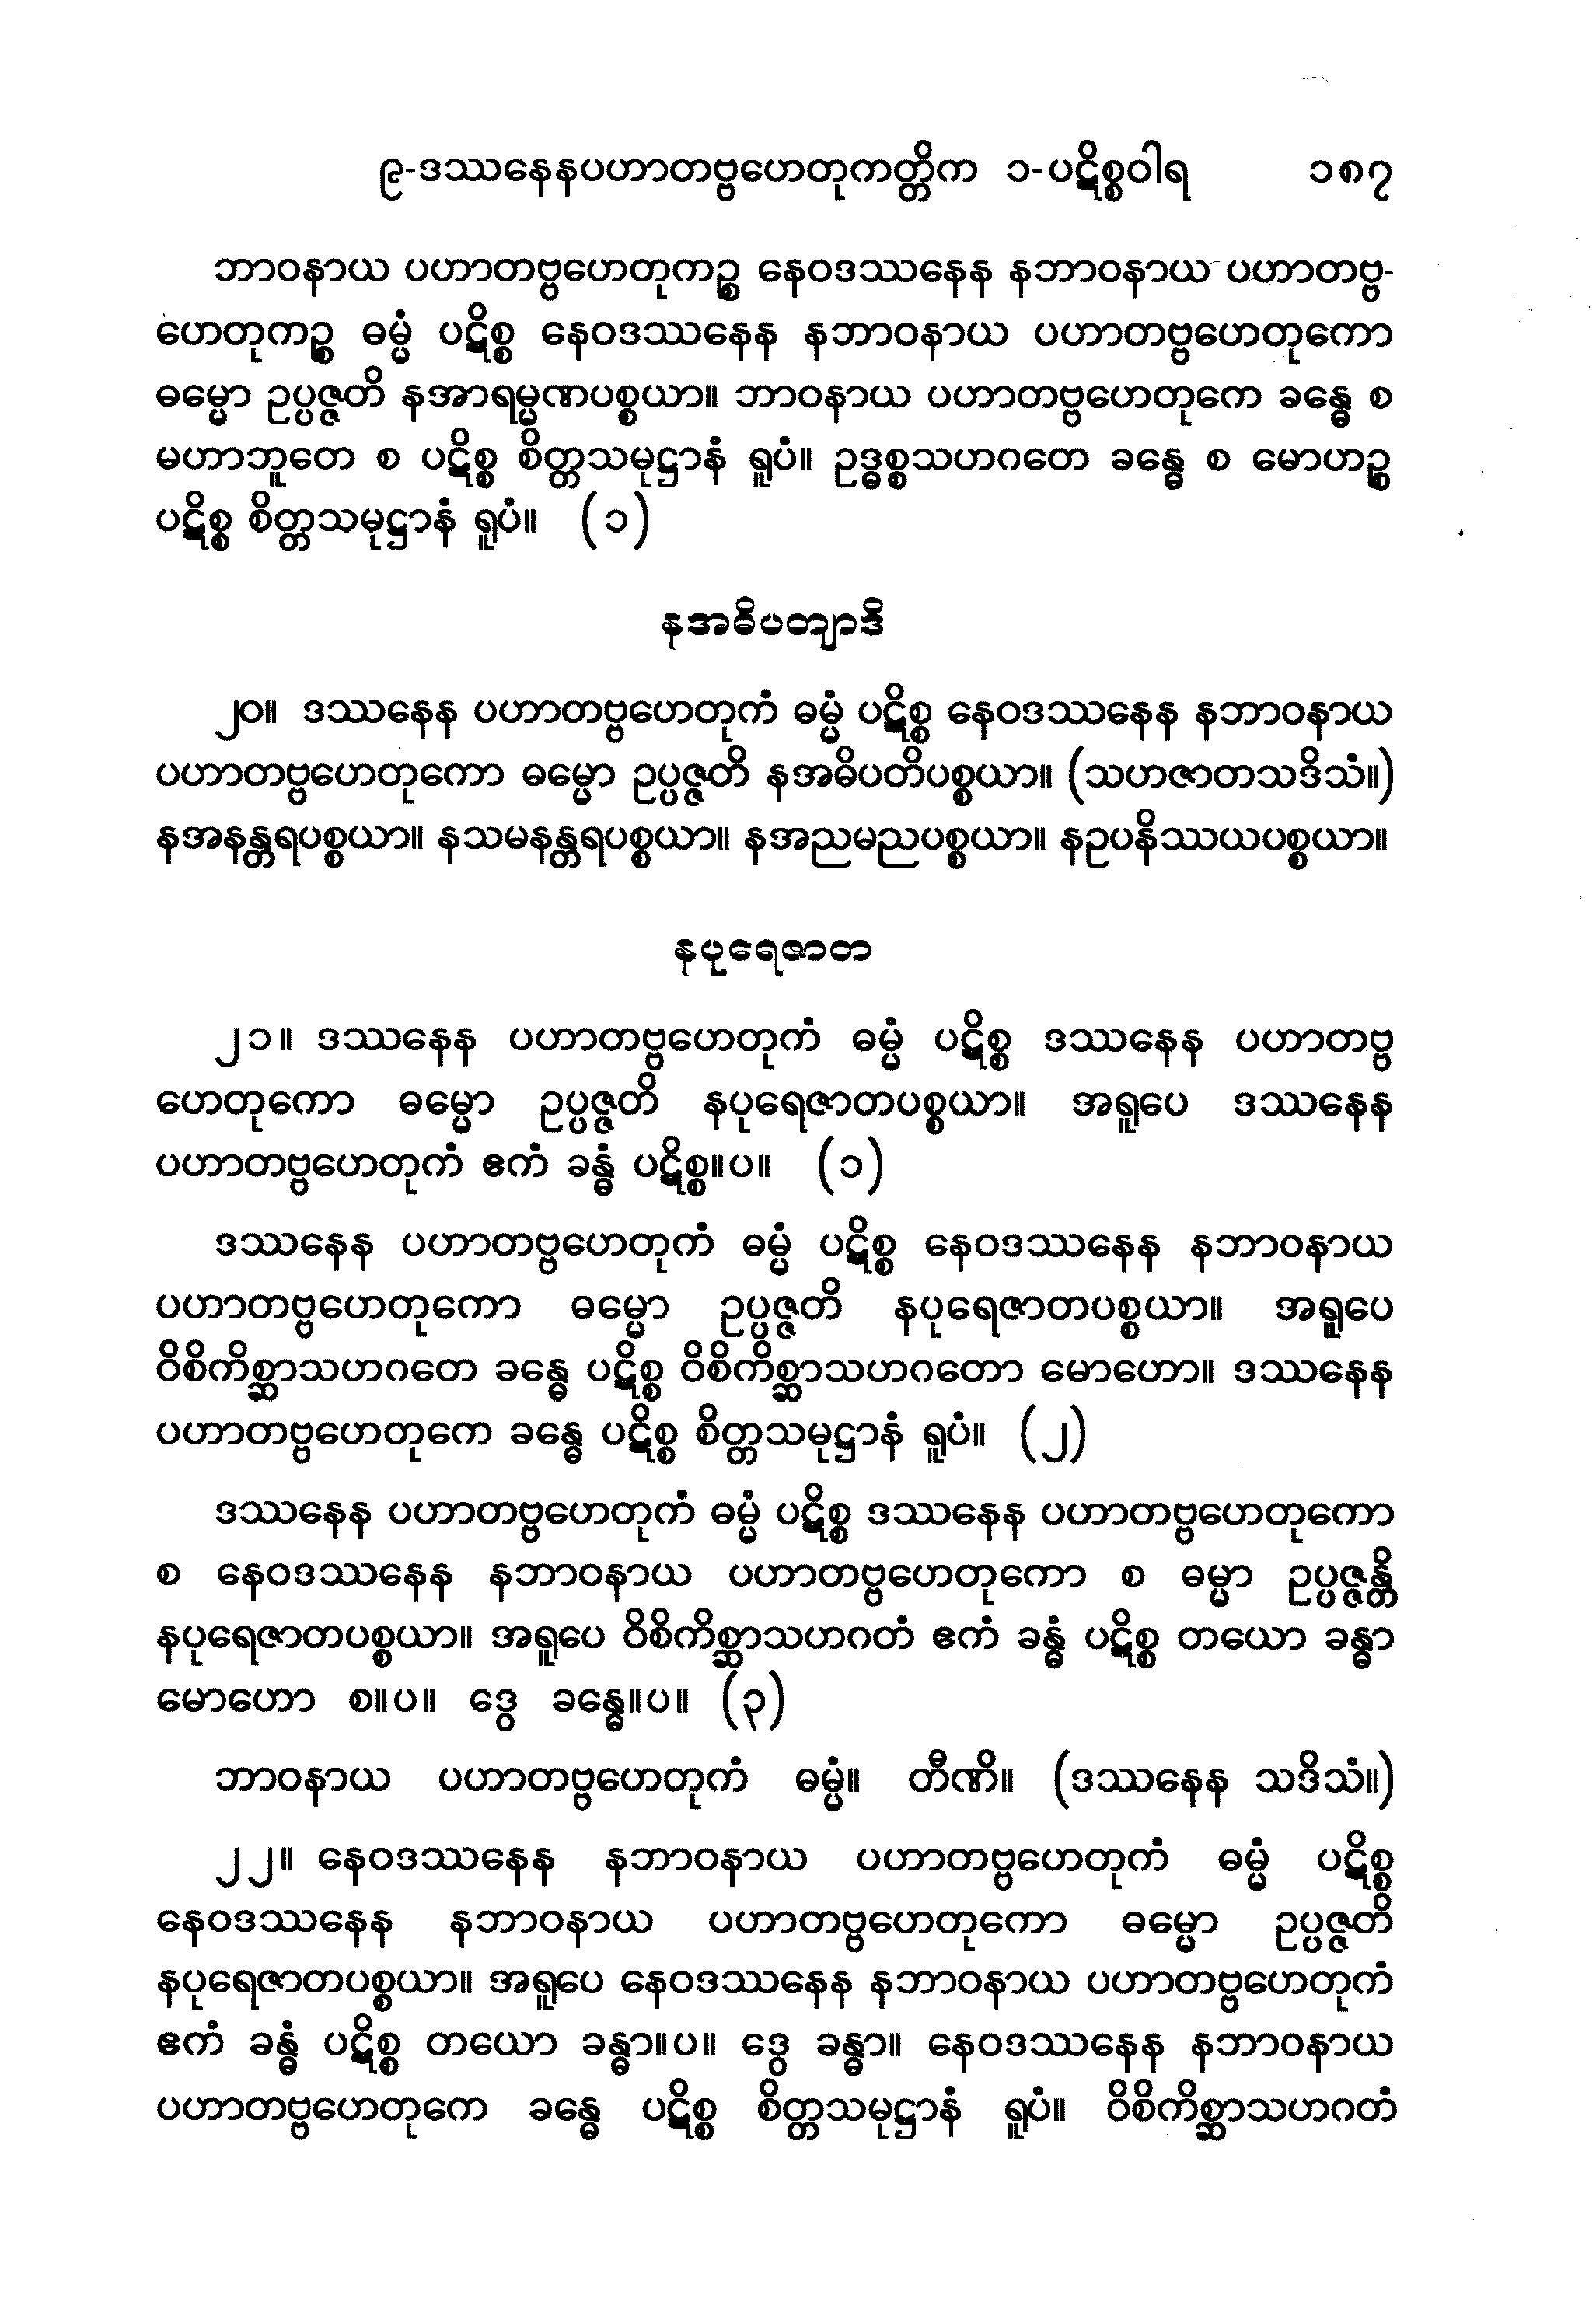 ၉-ဒဿနေနပဟာတဗ္ဗဟေတုကတ္တိက ၁-ပဋိစ္စဝါရ ၁၈၇
ဘာဝနာယ ပဟာတဗ္ဗဟေတုကဉ္စ နေဝဒဿနေန နဘာဝနာယ ပဟာတဗ္ဗ-
ဟေတုကဉ္စ ဓမ္မံ ပဋိစ္စ နေဝဒဿနေန နဘာဝနာယ ပဟာတဗ္ဗဟေတုကော
ဓမ္မော ဥပ္ပဇ္ဇတိ နအာရမ္မဏပစ္စယာ။ ဘာဝနာယ ပဟာတဗ္ဗဟေတုကေ ခန္ဓေ စ
မဟာဘူတေ စ ပဋိစ္စ စိတ္တသမုဋ္ဌာနံ ရူပံ။ ဥဒ္ဓစ္စသဟဂတေ ခန္ဓေ စ မောဟဉ္စ
ပဋိစ္စ စိတ္တသမုဋ္ဌာနံ ရူပံ။ (၁)
နအဓိပတျာဒိ
၂၀။ ဒဿနေန ပဟာတဗ္ဗဟေတုကံ ဓမ္မံ ပဋိစ္စ နေဝဒဿနေန နဘာဝနာယ
ပဟာတဗ္ဗဟေတုကော ဓမ္မော ဥပ္ပဇ္ဇတိ နအဓိပတိပစ္စယာ။ (သဟဇာတသဒိသံ။)
နအနန္တရပစ္စယာ။ နသမနန္တရပစ္စယာ။ နအညမညပစ္စယာ။ နဥပနိဿယပစ္စယာ။
နပုရေဇာတ
၂၁။ ဒဿနေန ပဟာတဗ္ဗဟေတုကံ ဓမ္မံ ပဋိစ္စ ဒဿနေန ပဟာတဗ္ဗ
ဟေတုကော ဓမ္မော ဥပ္ပဇ္ဇတိ နပုရေဇာတပစ္စယာ။ အရူပေ ဒဿနေန
ပဟာတဗ္ဗဟေတုကံ ဧကံ ခန္ဓံ ပဋိစ္စ။ပ။ (၁)
ဒဿနေန ပဟာတဗ္ဗဟေတုကံ ဓမ္မံ ပဋိစ္စ နေဝဒဿနေန နဘာဝနာယ
ပဟာတဗ္ဗဟေတုကော ဓမ္မော ဥပ္ပဇ္ဇတိ နပုရေဇာတပစ္စယာ။ အရူပေ
ဝိစိကိစ္ဆာသဟဂတေ ခန္ဓေ ပဋိစ္စ ဝိစိကိစ္ဆာသဟဂတော မောဟော။ ဒဿနေန
ပဟာတဗ္ဗဟေတုကေ ခန္ဓေ ပဋိစ္စ စိတ္တသမုဋ္ဌာနံ ရူပံ။ (၂)
ဒဿနေန ပဟာတဗ္ဗဟေတုကံ ဓမ္မံ ပဋိစ္စ ဒဿနေန ပဟာတဗ္ဗဟေတုကော
စ နေဝဒဿနေန နဘာဝနာယ ပဟာတဗ္ဗဟေတုကော စ ဓမ္မာ ဥပ္ပဇ္ဇန္တိ
နပုရေဇာတပစ္စယာ။ အရူပေ ဝိစိကိစ္ဆာသဟဂတံ ဧကံ ခန္ဓံ ပဋိစ္စ တယော ခန္ဓာ
မောဟော စ။ပ။ ဒွေ ခန္ဓေ။ပ။ (၃)
ဘာဝနာယ ပဟာတဗ္ဗဟေတုကံ ဓမ္မံ။ တီဏိ။ (ဒဿနေန သဒိသံ။)
၂၂။ နေဝဒဿနေန နဘာဝနာယ ပဟာတဗ္ဗဟေတုကံ ဓမ္မံ ပဋိစ္စ
နေဝဒဿနေန နဘာဝနာယ ပဟာတဗ္ဗဟေတုကော ဓမ္မော ဥပ္ပဇ္ဇတိ
နပုရေဇာတပစ္စယာ။ အရူပေ နေဝဒဿနေန နဘာဝနာယ ပဟာတဗ္ဗဟေတုကံ
ဧကံ ခန္ဓံ ပဋိစ္စ တယော ခန္ဓာ။ပ။ ဒွေ ခန္ဓာ။ နေဝဒဿနေန နဘာဝနာယ
ပဟာတဗ္ဗဟေတုကေ ခန္ဓေ ပဋိစ္စ စိတ္တသမုဋ္ဌာနံ ရူပံ။ ဝိစိကိစ္ဆာသဟဂတံ